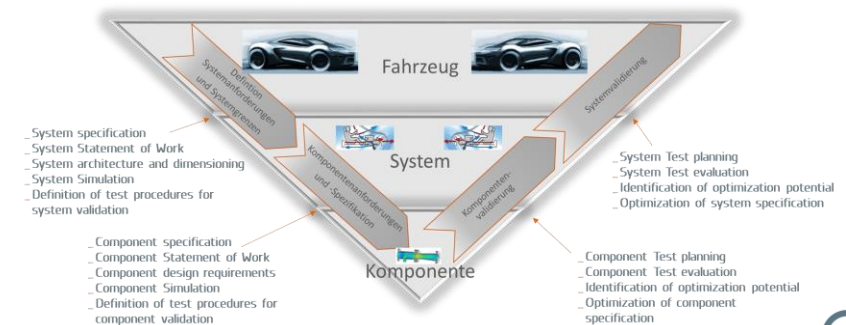 Fahrzeug
Defintion
Systemanforderungen
und Systemgrenzen
Systemvalidierung
_System specification
_System Statement of Work
_System architecture and dimensioning
_System Simulation
_Definition of test procedures for
system validation
System
Komponentenanforderungen
und -Spezifikation
Komponenten-
validierung
_System Test planning
_System Test evaluation
_Identification of optimization potential
_Optimization of system specification
_Component specification
_Component Statement of Work
_Component design requirements
_Component Simulation
_Definition of test procedures for
component validation
Komponente
_Component Test planning
_Component Test evaluation
_Identification of optimization potential
_Optimization of component
specification